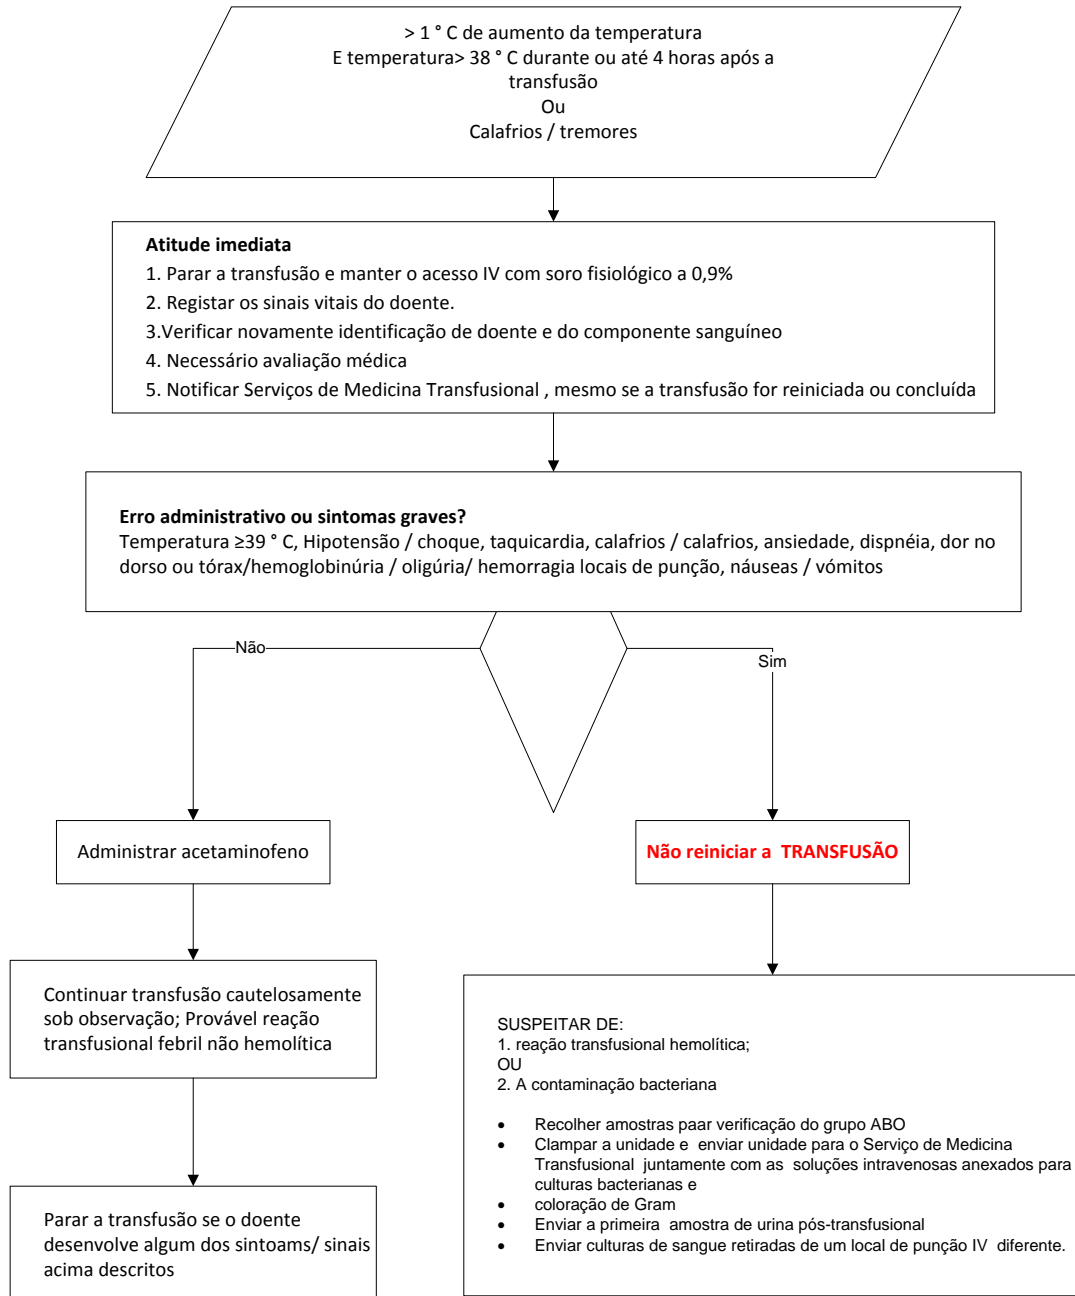 > 1 ° C de aumento da temperatura
E temperatura> 38 ° C durante ou até 4 horas após a
transfusão
Ou
Calafrios / tremores
Atitude imediata
1. Parar a transfusão e manter o acesso IV com soro fisiológico a 0,9%
2. Registar os sinais vitais do doente.
3.Verificar novamente identificação de doente e do componente sanguíneo
4. Necessário avaliação médica
5. Notificar Serviços de Medicina Transfusional , mesmo se a transfusão for reiniciada ou concluída
Erro administrativo ou sintomas graves?
Temperatura ≥39 ° C, Hipotensão / choque, taquicardia, calafrios / calafrios, ansiedade, dispnéia, dor no
dorso ou tórax/hemoglobinúria / oligúria/ hemorragia locais de punção, náuseas / vómitos
Não
Sim
Administrar acetaminofeno
Não reiniciar a TRANSFUSÃO
Continuar transfusão cautelosamente
sob observação; Provável reação
transfusional febril não hemolítica
Parar a transfusão se o doente
desenvolve algum dos sintoams/ sinais
acima descritos
SUSPEITAR DE:
1. reação transfusional hemolítica;
OU
2. A contaminação bacteriana
• Recolher amostras paar verificação do grupo ABO
• Clampar a unidade e enviar unidade para o Serviço de Medicina
Transfusional juntamente com as soluções intravenosas anexados para
culturas bacterianas e
• coloração de Gram
• Enviar a primeira amostra de urina pós-transfusional
• Enviar culturas de sangue retiradas de um local de punção IV diferente.